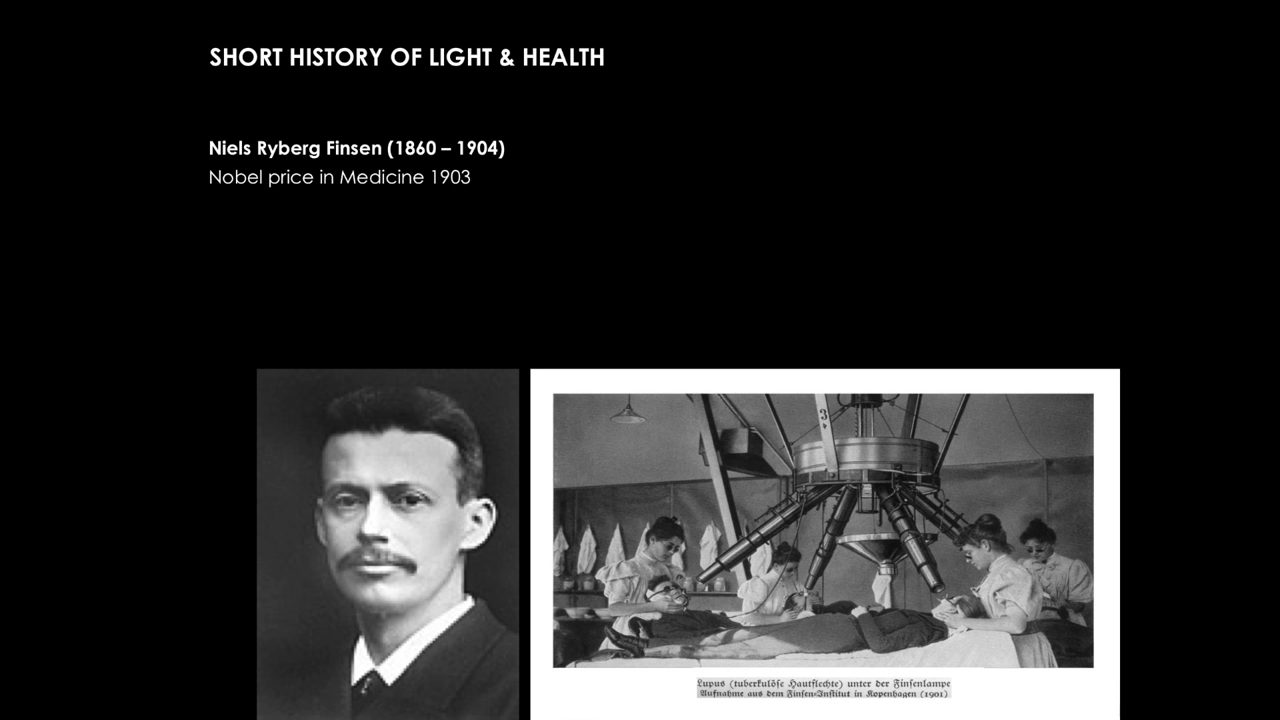 SHORT HISTORY OF LIGHT & HEALTH
Niels Ryberg Finsen (1860 – 1904)
Nobel price in Medicine 1903
34
Lupus (tuberkulöse Hautflechte) unter der Finsenlampe
Aufnahme aus dem Finsen-Institut in Kopenhagen (1901)